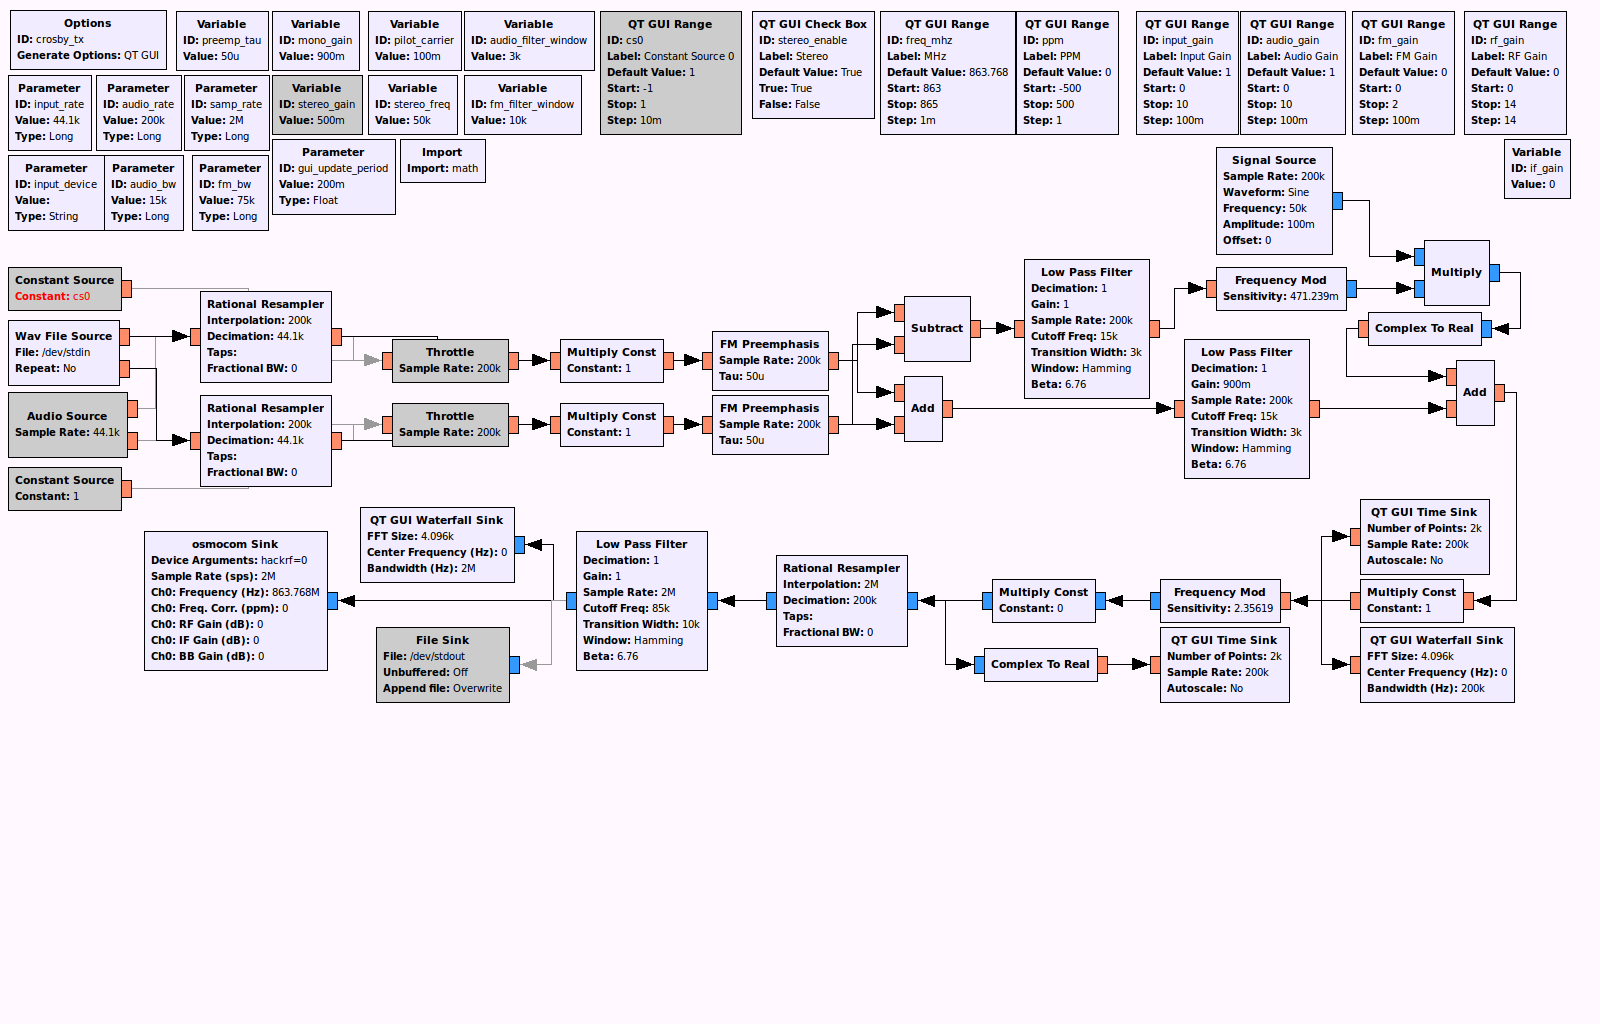 Options
ID: crosby_tx
Generate Options: QT GUI
Variable
ID: preemp_tau
Value: 50u
Variable
ID: mono_gain
Value: 900m
Variable
ID: pilot_carrier
Value: 100m
Variable
ID: audio_filter_window
Value: 3k
QT GUI Range
ID: cs0
Label: Constant Source 0
Default Value: 1
Start: -1
Stop: 1
Step: 10m
QT GUI Check Box
ID: stereo_enable
Label: Stereo
Default Value: True
True: True
False: False
QT GUI Range
ID: freq_mhz
Label: MHz
Default Value: 863.768
Start: 863
Stop: 865
Step: 1m
QT GUI Range
ID: ppm
Label: PPM
Default Value: 0
Start: -500
Stop: 500
Step: 1
QT GUI Range
ID: input_gain
Label: Input Gain
Default Value: 1
Start: 0
Stop: 10
Step: 100m
QT GUI Range
ID: audio_gain
Label: Audio Gain
Default Value: 1
Start: 0
Stop: 10
Step: 100m
QT GUI Range
ID: fm_gain
Label: FM Gain
Default Value: 0
Start: 0
Stop: 2
Step: 100m
QT GUI Range
ID: rf_gain
Label: RF Gain
Default Value: 0
Start: 0
Stop: 14
Step: 14
Parameter
ID: input_rate
Value: 44.1k
Type: Long
Parameter
ID: audio_rate
Value: 200k
Type: Long
Parameter
ID: samp_rate
Value: 2M
Type: Long
Variable
ID: stereo_gain
Value: 500m
Variable
ID: stereo_freq
Value: 50k
Variable
ID: fm_filter_window
Value: 10k
Parameter
ID: input_device
Value:
Type: String
Parameter
ID: audio_bw
Value: 15k
Type: Long
Parameter
ID: fm_bw
Value: 75k
Type: Long
Parameter
ID: gui_update_period
Value: 200m
Type: Float
Import
Import: math
Signal Source
Sample Rate: 200k
Waveform: Sine
Frequency: 50k
Amplitude: 100m
Offset: 0
Variable
ID: if_gain
Value: 0
Constant Source
Constant: cs0
Wav File Source
File: /dev/stdin
Repeat: No
Audio Source
Sample Rate: 44.1k
Constant Source
Constant: 1
Rational Resampler
Interpolation: 200k
Decimation: 44.1k
Taps:
Fractional BW: 0
Rational Resampler
Interpolation: 200k
Decimation: 44.1k
Taps:
Fractional BW: 0
Throttle
Sample Rate: 200k
Throttle
Sample Rate: 200k
Multiply Const
Constant: 1
Multiply Const
Constant: 1
FM Preemphasis
Sample Rate: 200k
Tau: 50u
FM Preemphasis
Sample Rate: 200k
Tau: 50u
Subtract
Add
Low Pass Filter
Decimation: 1
Gain: 1
Sample Rate: 200k
Cutoff Freq: 15k
Transition Width: 3k
Window: Hamming
Beta: 6.76
Frequency Mod
Sensitivity: 471.239m
Multiply
Complex To Real
Low Pass Filter
Decimation: 1
Gain: 900m
Sample Rate: 200k
Cutoff Freq: 15k
Transition Width: 3k
Window: Hamming
Beta: 6.76
Add
osmocom Sink
Device Arguments: hackrf=0
Sample Rate (sps): 2M
Ch0: Frequency (Hz): 863.768M
Ch0: Freq. Corr. (ppm): 0
Ch0: RF Gain (dB): 0
Ch0: IF Gain (dB): 0
Ch0: BB Gain (dB): 0
QT GUI Waterfall Sink
FFT Size: 4.096k
Center Frequency (Hz): 0
Bandwidth (Hz): 2M
File Sink
File: /dev/stdout
Unbuffered: Off
Append file: Overwrite
Low Pass Filter
Decimation: 1
Gain: 1
Sample Rate: 2M
Cutoff Freq: 85k
Transition Width: 10k
Window: Hamming
Beta: 6.76
Rational Resampler
Interpolation: 2M
Decimation: 200k
Taps:
Fractional BW: 0
Multiply Const
Constant: 0
Complex To Real
Frequency Mod
Sensitivity: 2.35619
QT GUI Time Sink
Number of Points: 2k
Sample Rate: 200k
Autoscale: No
QT GUI Time Sink
Number of Points: 2k
Sample Rate: 200k
Autoscale: No
Multiply Const
Constant: 1
QT GUI Waterfall Sink
FFT Size: 4.096k
Center Frequency (Hz): 0
Bandwidth (Hz): 200k